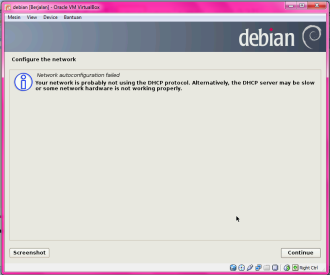 debian [Berjalan] - Oracle VM VirtualBox
Mesin View Device Bantuan
debian
Configure the network
Network autoconfiguration failed
Your network is probably not using the DHCP protocol. Alternatively, the DHCP server may be slow
or some network hardware is not working properly.
Screenshot
Continue
Right Ctrl